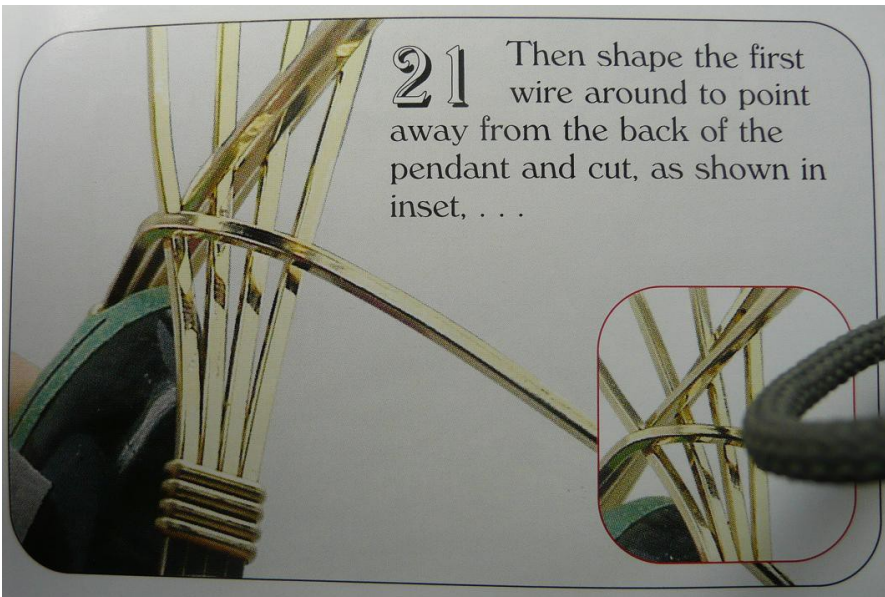 21 Then shape the first
wire around to point
away from the back of the
pendant and cut, as shown in
inset, . . .